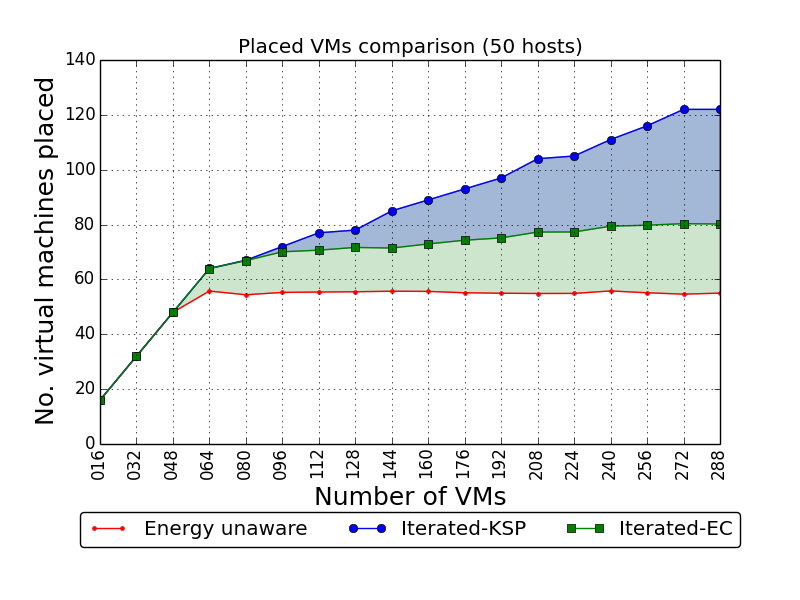 Placed VMs comparison (50 hosts)
No. virtual machines placed
140
120
100
80
60
40
20
0
016 032 048 064 080 096 112 128 144 160 176 192 208 224 240 256 272 288
Number of VMs
Energy unaware Iterated-KSP Iterated-EC